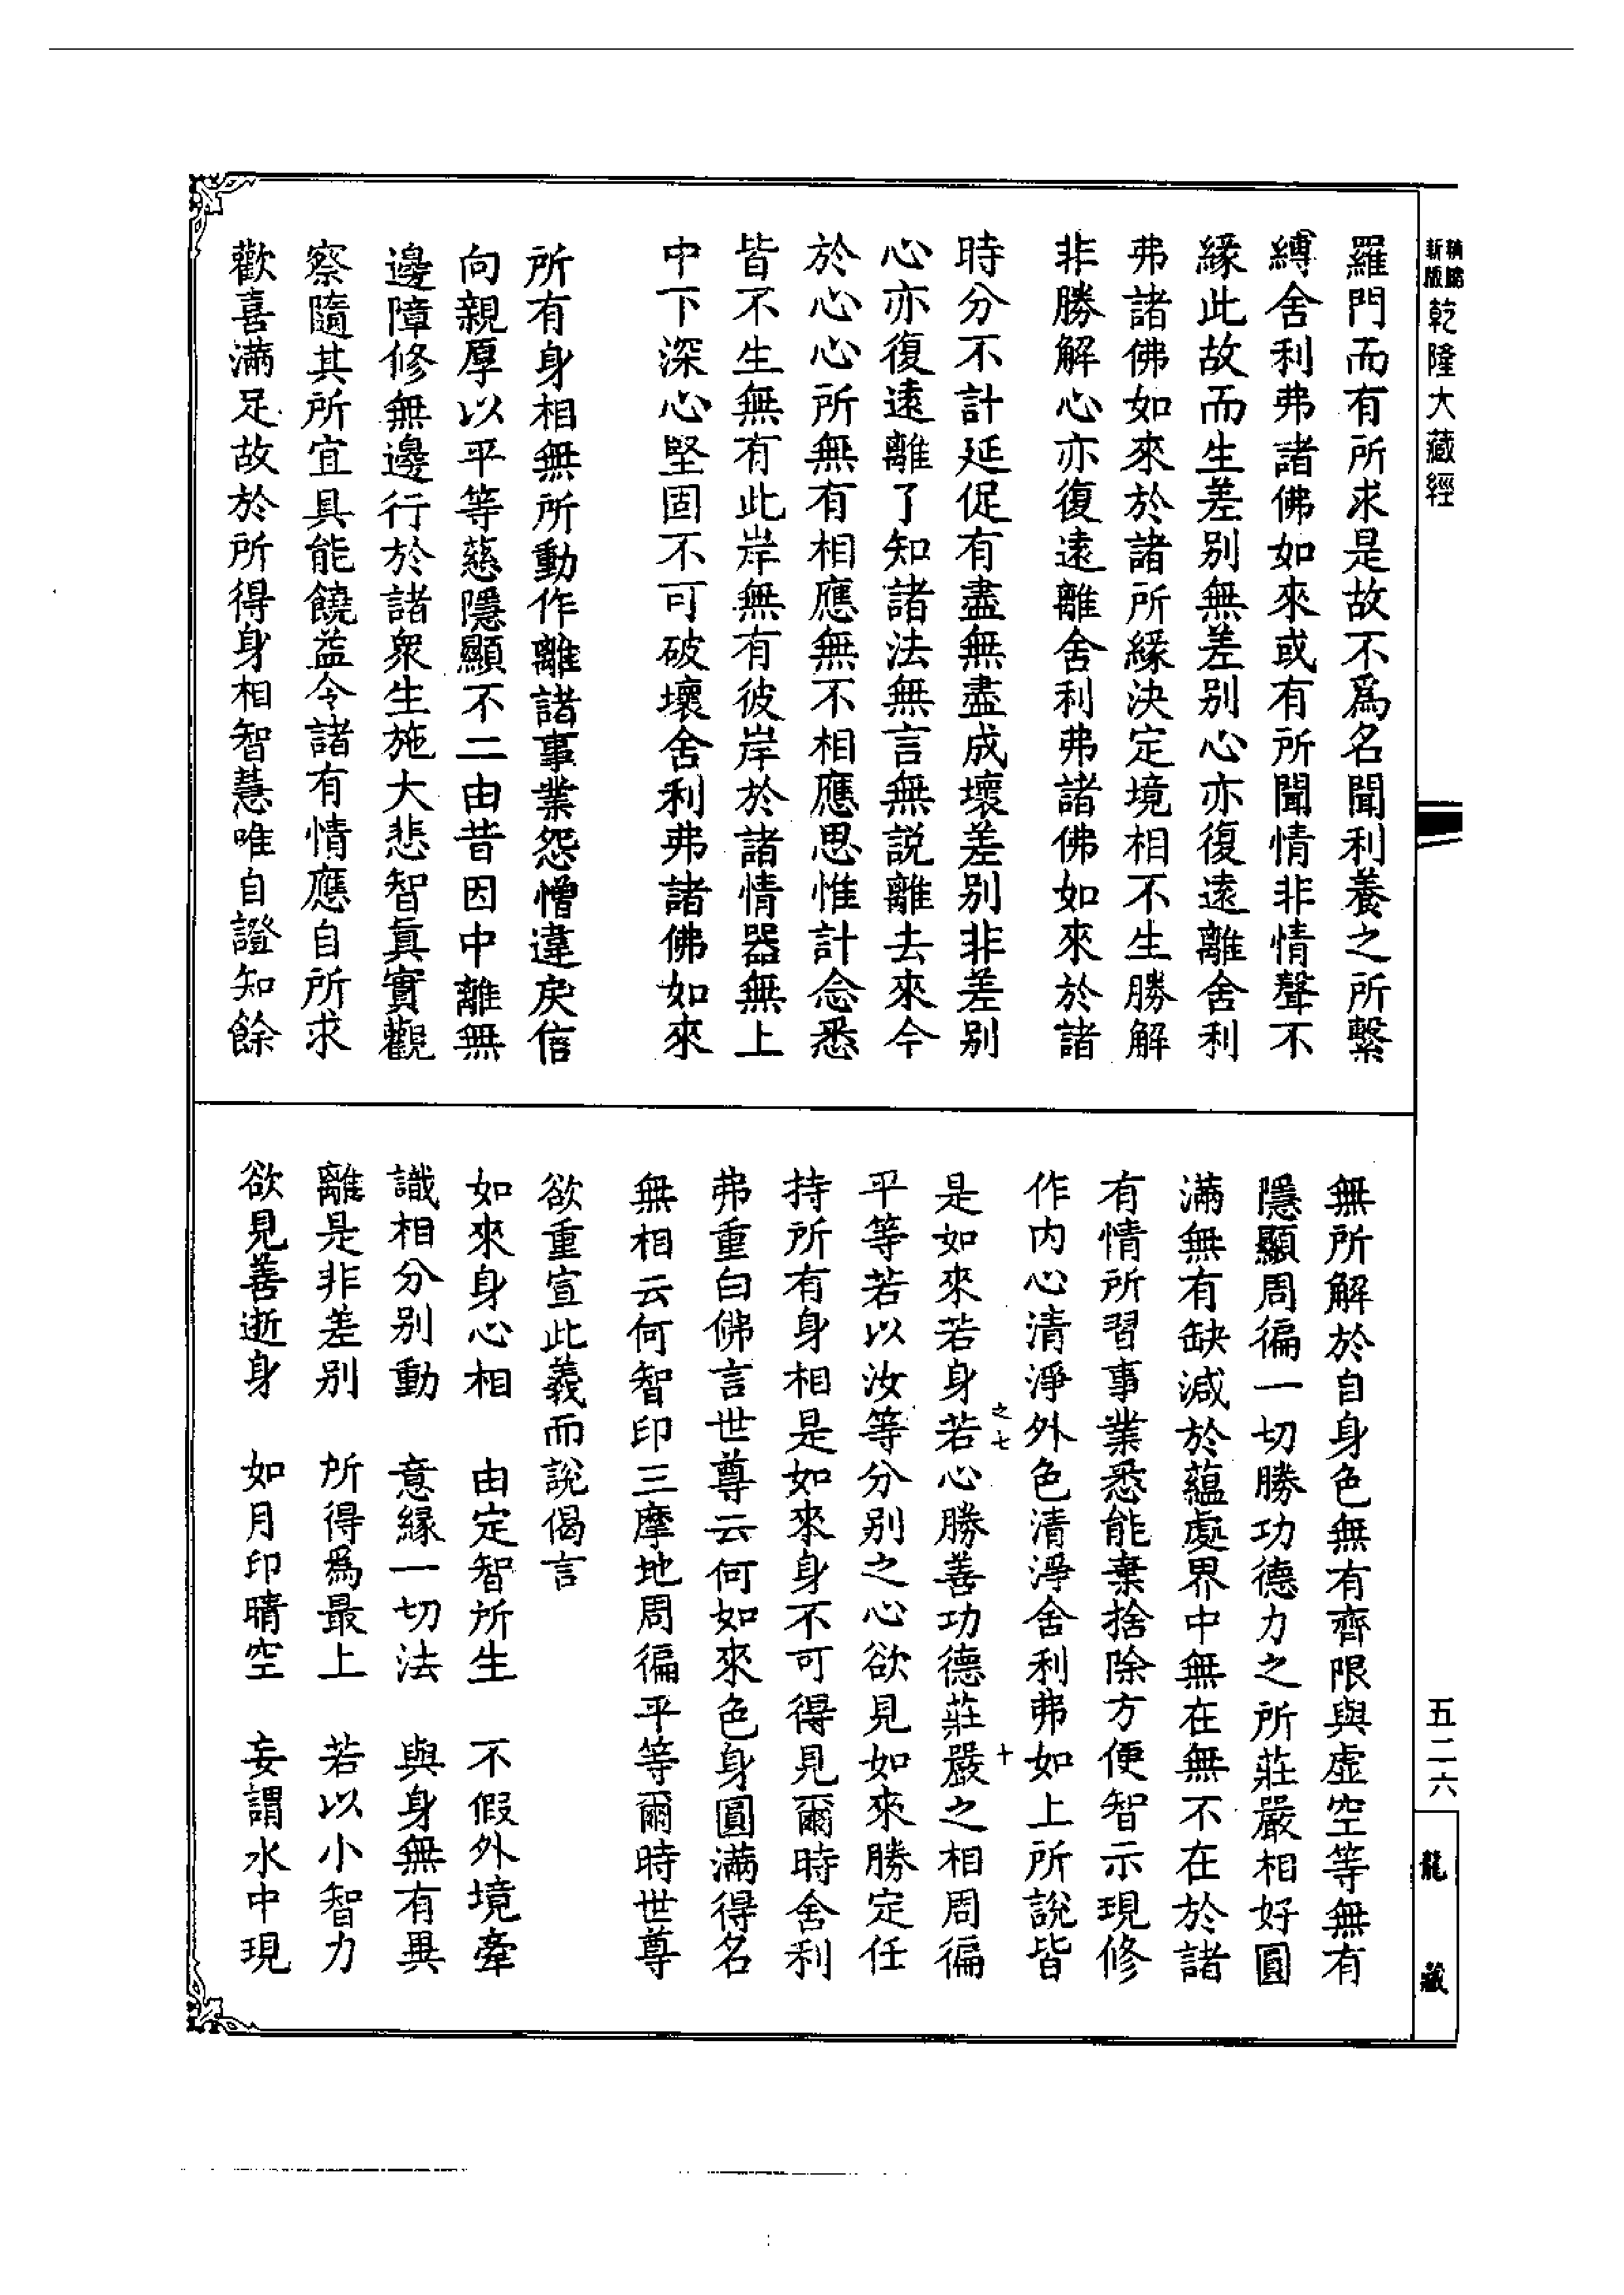 新版
精縮
乾隆大藏經
羅門而有所求是故不為名聞利養之所繫
縛舍利弗諸佛如來或有所聞情非情聲不
緣此故而生差別無差別心亦復遠離舍利
弗諸佛如來於諸所緣決定境相不生勝解
非勝解心亦復遠離舍利弗諸佛如來於諸
時分不計延促有盡無盡成壞差別非差別
心亦復遠離了知諸法無言無說離去來今
於心心所無有相應無不相應思惟計念悉
皆不生無有此岸無有彼岸於諸情器無上
中下深心堅固不可破壞舍利弗諸佛如來
所有身相無所動作離諸事業怨憎違戾信
向親厚以平等慈隱顯不二由昔因中離無
邊障修無邊行於諸衆生施大悲智眞實觀
察隨其所宜具能饒益令諸有情應自所求
歡喜滿足故於所得身相智慧唯自證知餘
無所解於自身色無有齊限與虛空等無有
隱顯周徧一切勝功德力之所莊嚴相好圓
滿無有缺減於蘊處界中無在無不在於諸
有情所習事業悉能棄捨除方便智示現修
作内心清淨外色清淨舍利弗如上所說皆
之七
十
是如來若身若心勝善功德莊嚴之相周徧
平等若以汝等分別之心欲見如來勝定任
持所有身相是如來身不可得見爾時舍利
弗重白佛言世尊云何如來色身圓滿得名
無相云何智印三摩地周徧平等爾時世尊
欲重宣此義而說偈言
如來身心相　由定智所生　不假外境牽
識相分別動　意緣一切法　與身無有異
離是非差別　所得為最上　若以小智力
欲見善逝身　如月印晴空　妄謂水中現
五二六
龍藏